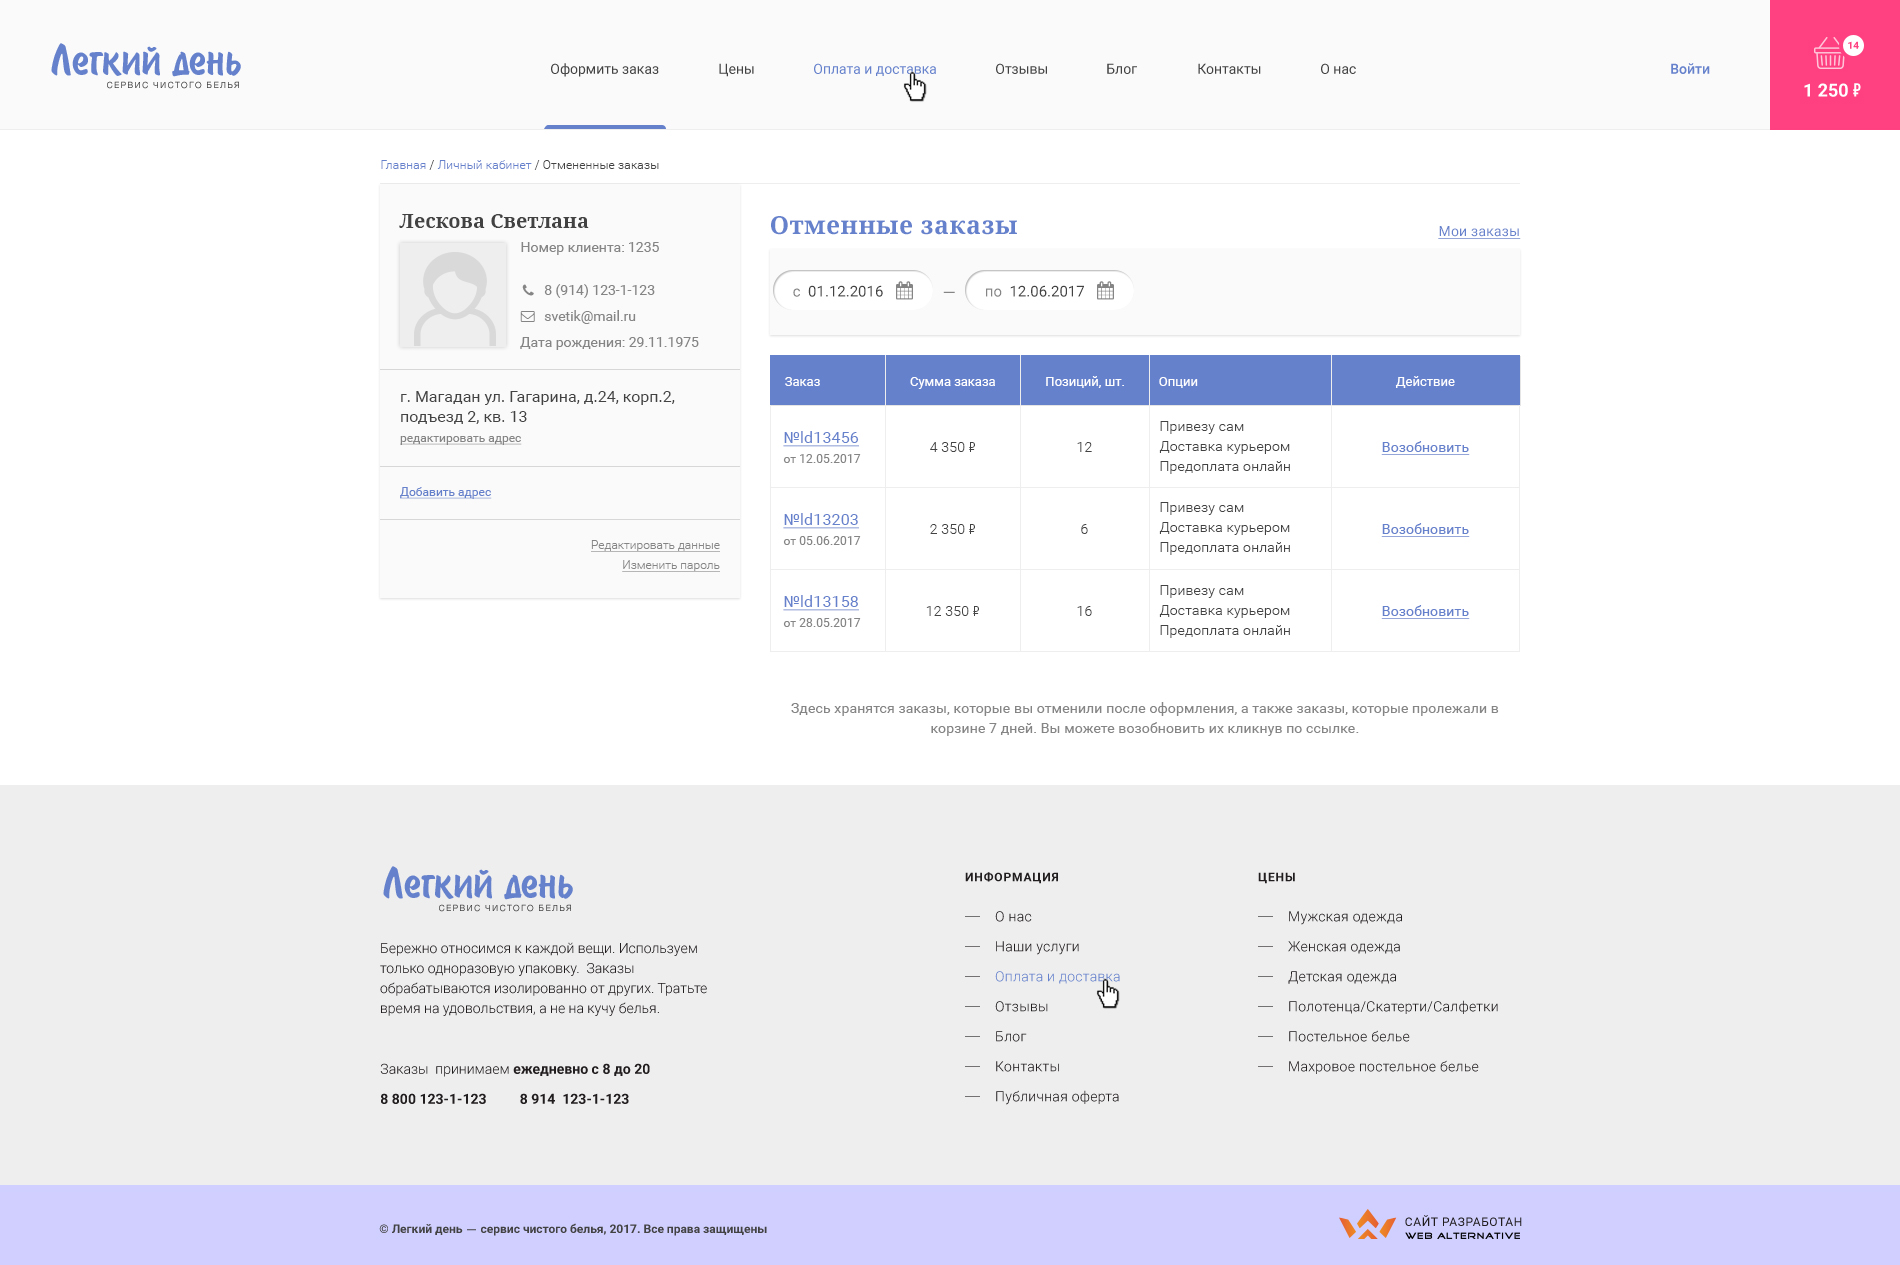 Легкий день
СЕРВИС ЧИСТОГО БЕЛЬЯ
Оформить заказ
Цены
Оплата и доставка
Отзывы
Блог
Контакты
О нас
Войти
14
1 250 ₽
Главная / Личный кабинет / Отмененные заказы
Лескова Светлана
Номер клиента: 1235
8 (914) 123-1-123
svetik@mail.ru
Дата рождения: 29.11.1975
г. Магадан ул. Гагарина, д.24, корп.2,
подъезд 2, кв. 13
редактировать адрес
Добавить адрес
Редактировать данные
Изменить пароль
Отменные заказы
Мои заказы
с 01.12.2016 — по 12.06.2017
Заказ Сумма заказа Позиций, шт. Опции Действие
№ld13456
от 12.05.2017
4 350 ₽
12
Привезу сам
Доставка курьером
Предоплата онлайн
Возобновить
№ld13203
от 05.06.2017
2 350 ₽
6
Привезу сам
Доставка курьером
Предоплата онлайн
Возобновить
№ld13158
от 28.05.2017
12 350 ₽
16
Привезу сам
Доставка курьером
Предоплата онлайн
Возобновить
Здесь хранятся заказы, которые вы отменили после оформления, а также заказы, которые пролежали в
корзине 7 дней. Вы можете возобновить их кликнув по ссылке.
Легкий день
СЕРВИС ЧИСТОГО БЕЛЬЯ
Бережно относимся к каждой вещи. Используем
только одноразовую упаковку. Заказы
обрабатываются изолированно от других. Тратьте
время на удовольствия, а не на кучу белья.
Заказы принимаем ежедневно с 8 до 20
8 800 123-1-123 8 914 123-1-123
ИНФОРМАЦИЯ
— О нас
— Наши услуги
— Оплата и доставка
— Отзывы
— Блог
— Контакты
— Публичная оферта
ЦЕНЫ
— Мужская одежда
— Женская одежда
— Детская одежда
— Полотенца/Скатерти/Салфетки
— Постельное белье
— Махровое постельное белье
© Легкий день — сервис чистого белья, 2017. Все права защищены
САЙТ РАЗРАБОТАН
WEB ALTERNATIVE